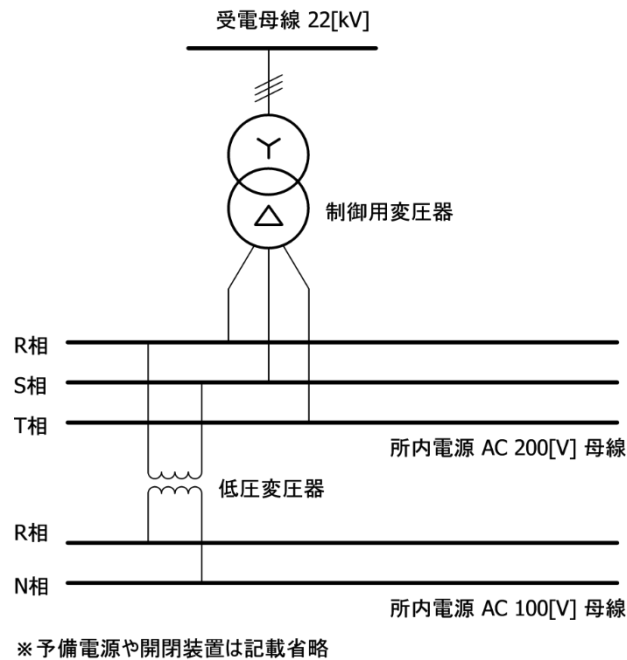 受電母線 22[kV]
制御用変圧器
R相
S相
T相
所内電源 AC 200[V] 母線
低圧変圧器
R相
N相
所内電源 AC 100[V] 母線
※予備電源や開閉装置は記載省略